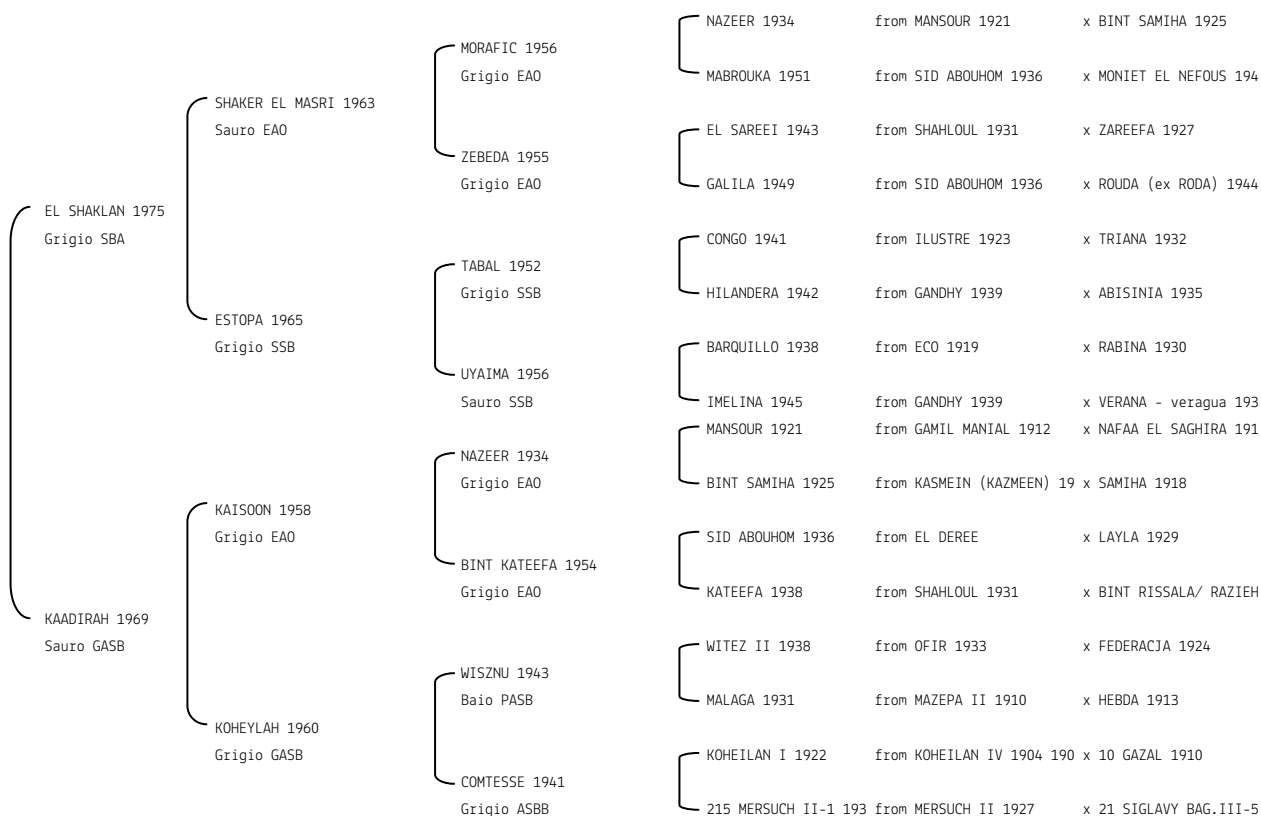 NAZEER 1934 from MANSOUR 1921 x BINT SAMIHA 1925
MORAFIC 1956
Grigio EAO
MABROUKA 1951 from SID ABOUHOM 1936 x MONIET EL NEFOUS 194
SHAKER EL MASRI 1963
Sauro EAO
EL SAREEI 1943 from SHAHLOUL 1931 x ZAREEFA 1927
ZEBEDA 1955
Grigio EAO
GALILA 1949 from SID ABOUHOM 1936 x ROUDA (ex RODA) 1944
EL SHAKLAN 1975
Grigio SBA
CONGO 1941 from ILUSTRE 1923 x TRIANA 1932
TABAL 1952
Grigio SSB
HILANDERA 1942 from GANDHY 1939 x ABISINIA 1935
ESTOPA 1965
Grigio SSB
BARQUILLO 1938 from ECO 1919 x RABINA 1930
UYAIMA 1956
Sauro SSB
IMELINA 1945 from GANDHY 1939 x VERANA - veragua 193
MANSOUR 1921 from GAMIL MANIAL 1912 x NAFAA EL SAGHIRA 191
NAZEER 1934
Grigio EAO
BINT SAMIHA 1925 from KASMEIN (KAZMEEN) 19 x SAMIHA 1918
KAISOON 1958
Grigio EAO
SID ABOUHOM 1936 from EL DEREE x LAYLA 1929
BINT KATEEFA 1954
Grigio EAO
KATEEFA 1938 from SHAHLOUL 1931 x BINT RISSALA/ RAZIEH
KAADIRAH 1969
Sauro GASB
WITEZ II 1938 from OFIR 1933 x FEDERACJA 1924
WISZNU 1943
Baio PASB
MALAGA 1931 from MAZEPA II 1910 x HEBDA 1913
KOHEYLAH 1960
Grigio GASB
KOHEILAN I 1922 from KOHEILAN IV 1904 190 x 10 GAZAL 1910
COMTESSE 1941
Grigio ASBB
215 MERSUCH II-1 193 from MERSUCH II 1927 x 21 SIGLAVY BAG.III-5